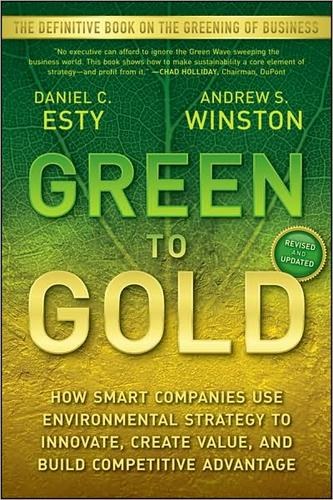 THE DEFINITIVE BOOK ON THE GREENING OF BUSINESS
"No executive can afford to ignore the Green Wave sweeping the
business world. This book shows how to make sustainability a core element of
strategy—and profit from it." —CHAD HOLLIDAY, Chairman, DuPont
DANIEL C.
ESTY
ANDREW S.
WINSTON
GREEN
TO
REVISED
AND
UPDATED
GOLD
HOW SMART COMPANIES USE
ENVIRONMENTAL STRATEGY TO
INNOVATE, CREATE VALUE, AND
BUILD COMPETITIVE ADVANTAGE